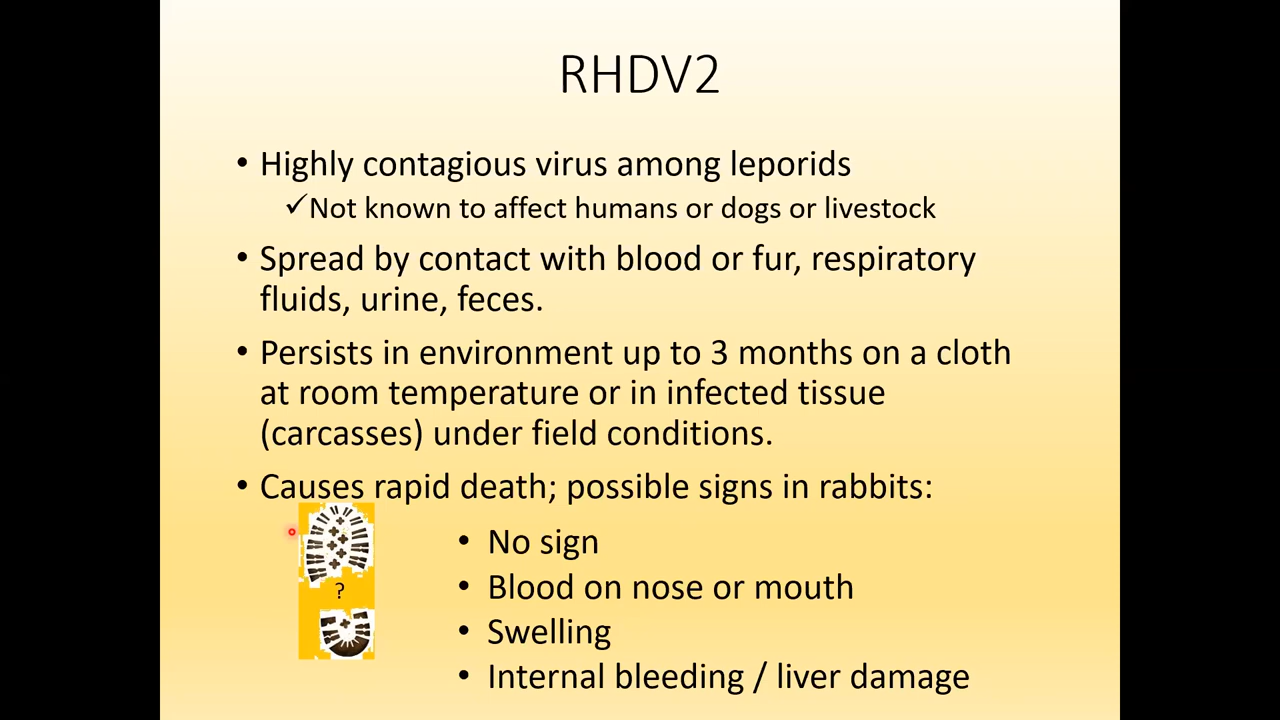 RHDV2
• Highly contagious virus among leporids
✓Not known to affect humans or dogs or livestock
• Spread by contact with blood or fur, respiratory
fluids, urine, feces.
• Persists in environment up to 3 months on a cloth
at room temperature or in infected tissue
(carcasses) under field conditions.
• Causes rapid death; possible signs in rabbits:
• No sign
• Blood on nose or mouth
• Swelling
• Internal bleeding / liver damage
?